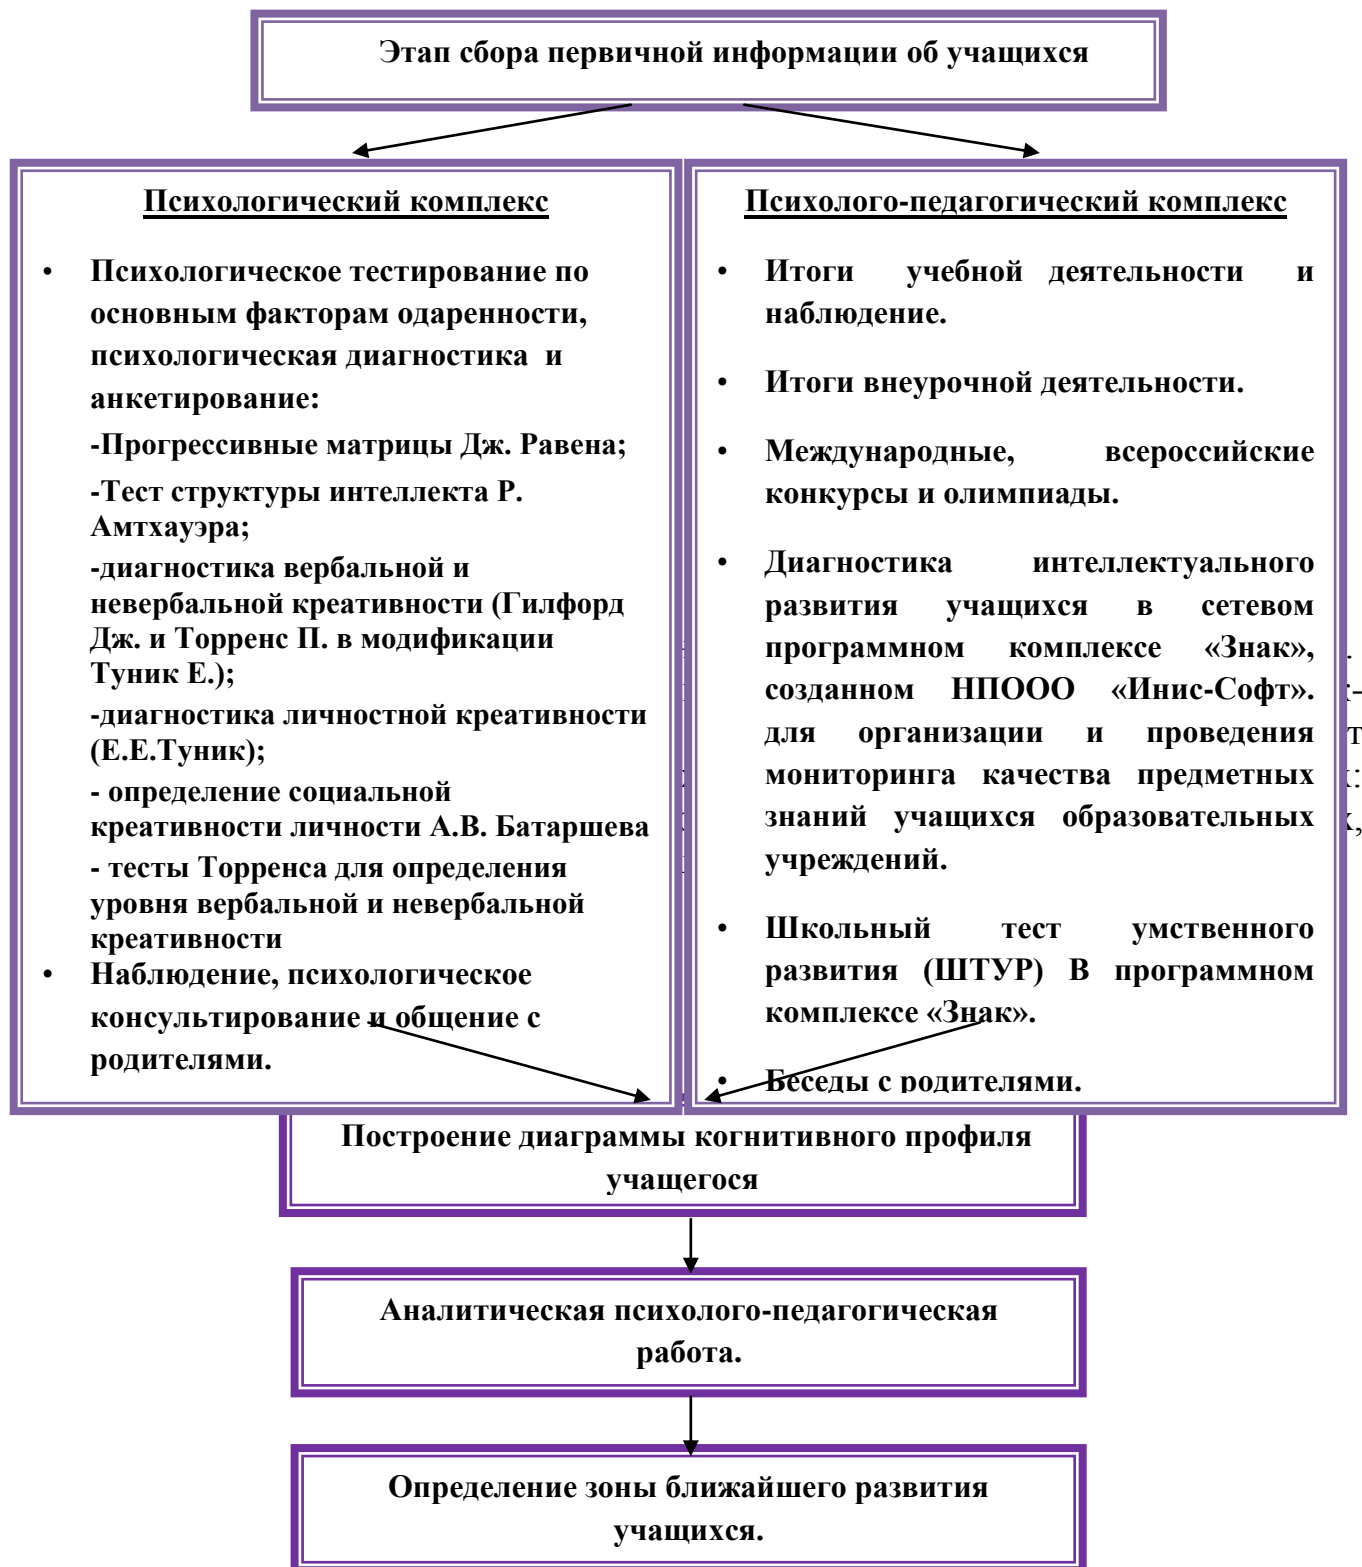 Этап сбора первичной информации об учащихся
Психологический комплекс
• Психологическое тестирование по
основным факторам одаренности,
психологическая диагностика и
анкетирование:
-Прогрессивные матрицы Дж. Равена;
-Тест структуры интеллекта Р.
Амтхауэра;
-диагностика вербальной и
невербальной креативности (Гилфорд
Дж. и Торренс П. в модификации
Туник Е.);
-диагностика личностной креативности
(Е.Е.Туник);
- определение социальной
креативности личности А.В. Батаршева
- тесты Торренса для определения
уровня вербальной и невербальной
креативности
• Наблюдение, психологическое
консультирование и общение с
родителями.
Психолого-педагогический комплекс
• Итоги учебной деятельности и
наблюдение.
• Итоги внеурочной деятельности.
• Международные, всероссийские
конкурсы и олимпиады.
• Диагностика интеллектуального
развития учащихся в сетевом
программном комплексе «Знак»,
созданном НПООО «Инис-Софт».
для организации и проведения
мониторинга качества предметных
знаний учащихся образовательных
учреждений.
• Школьный тест умственного
развития (ШТУР) В программном
комплексе «Знак».
• Беседы с родителями.
Построение диаграммы когнитивного профиля
учащегося
Аналитическая психолого-педагогическая
работа.
Определение зоны ближайшего развития
учащихся.